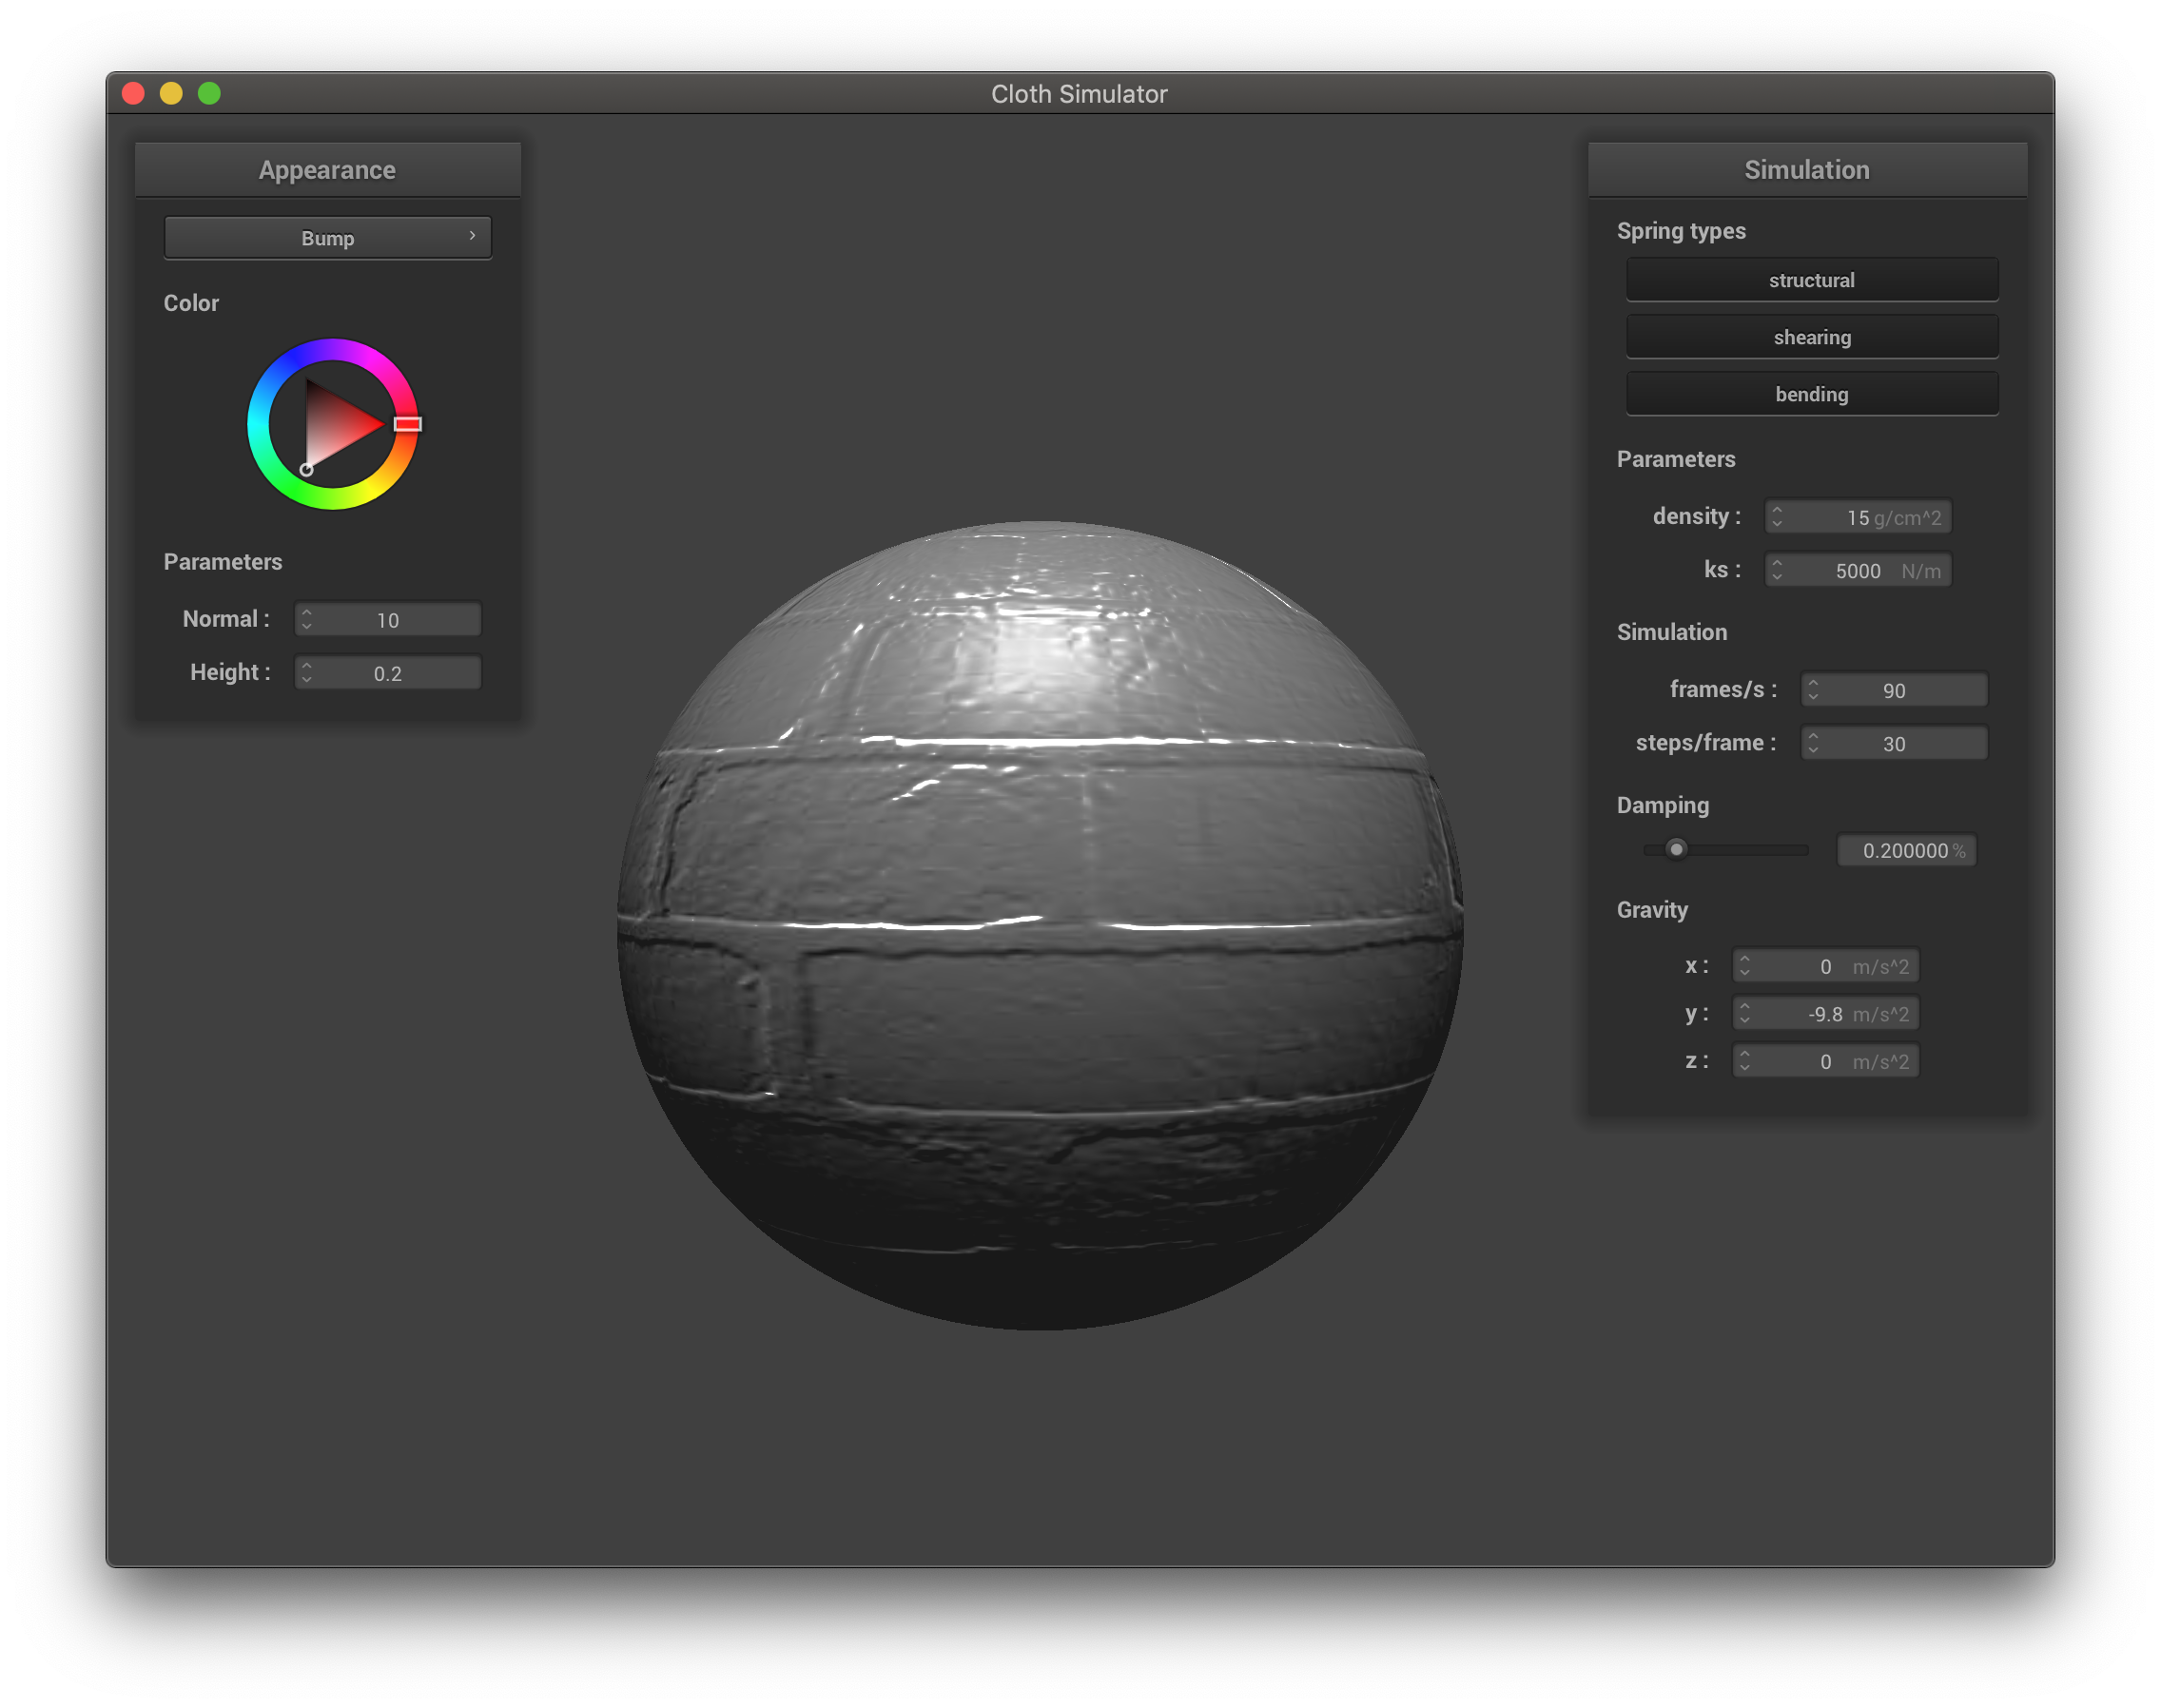 Cloth Simulator
Appearance
Bump
Color
Parameters
Normal : 10
Height : 0.2
Simulation
Spring types
structural
shearing
bending
Parameters
density : 15 g/cm^2
ks : 5000 N/m
Simulation
frames/s : 90
steps/frame : 30
Damping
0.200000 %
Gravity
x : 0 m/s^2
y : -9.8 m/s^2
z : 0 m/s^2